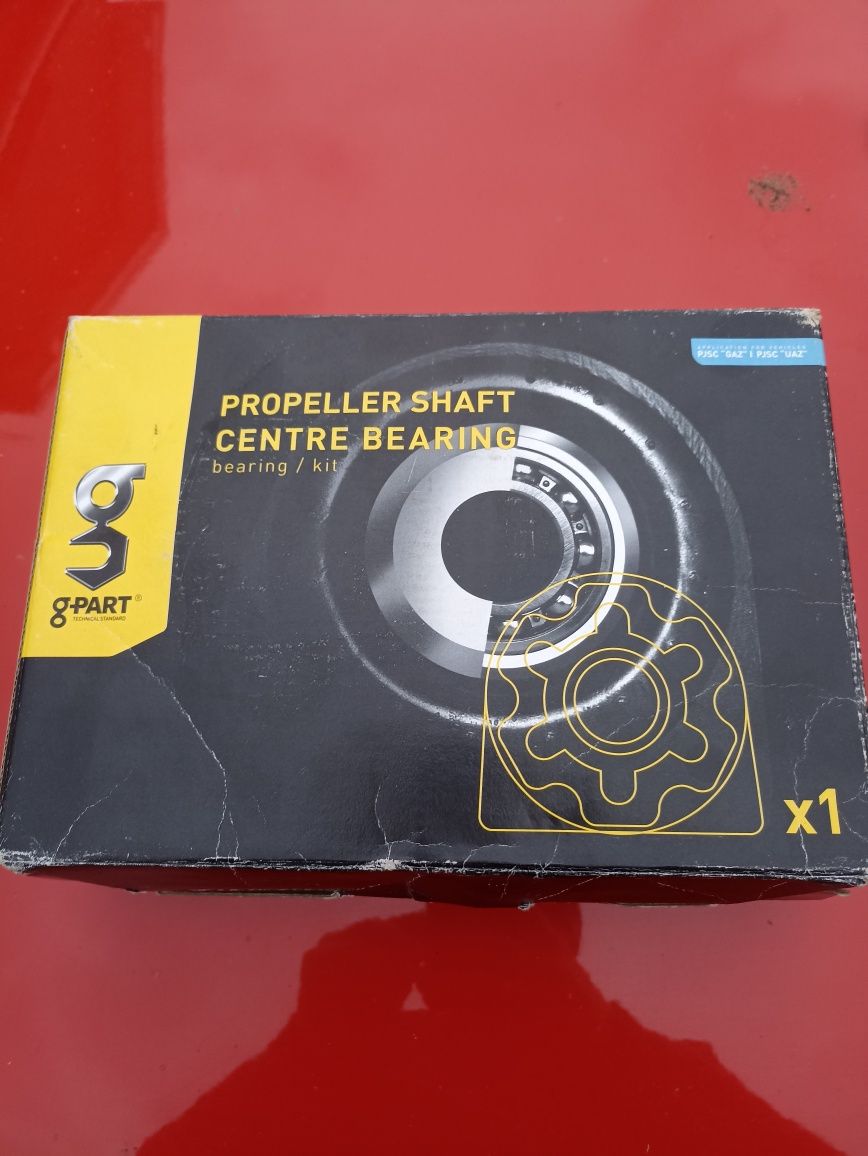 APPLICATION FOR VEHICLES
PJSC "GAZ" | PJSC "UAZ"
PROPELLER SHAFT
CENTRE BEARING
bearing / kit
g-PART®
TECHNICAL STANDARD
x1